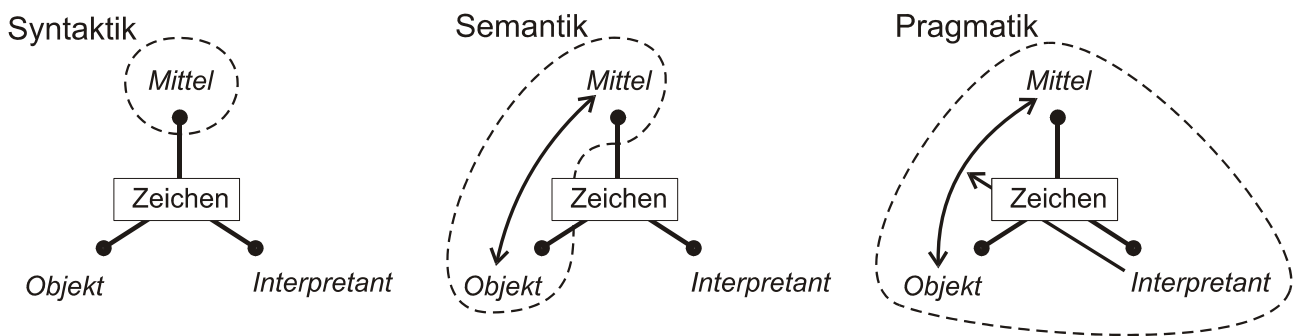 Syntaktik
Mittel
Zeichen
Objekt
Interpretant
Semantik
Mittel
Zeichen
Objekt
Interpretant
Pragmatik
Mittel
Zeichen
Objekt
Interpretant